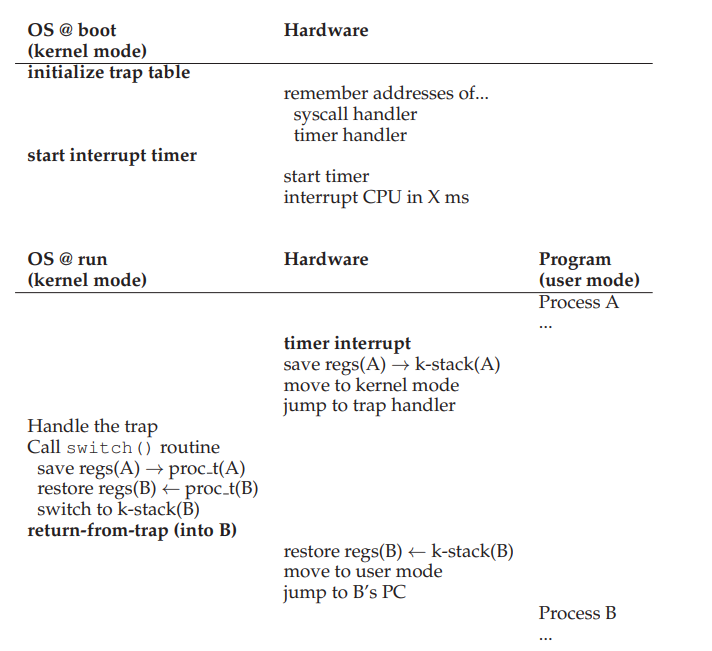 OS @ boot Hardware
(kernel mode)
initialize trap table
remember addresses of...
syscall handler
timer handler
start interrupt timer
start timer
interrupt CPU in X ms
OS @ run Hardware Program
(kernel mode) (user mode)
Process A
...
timer interrupt
save regs(A) → k-stack(A)
move to kernel mode
jump to trap handler
Handle the trap
Call switch() routine
save regs(A) → proc_t(A)
restore regs(B) ← proc_t(B)
switch to k-stack(B)
return-from-trap (into B)
restore regs(B) ← k-stack(B)
move to user mode
jump to B's PC
Process B
...